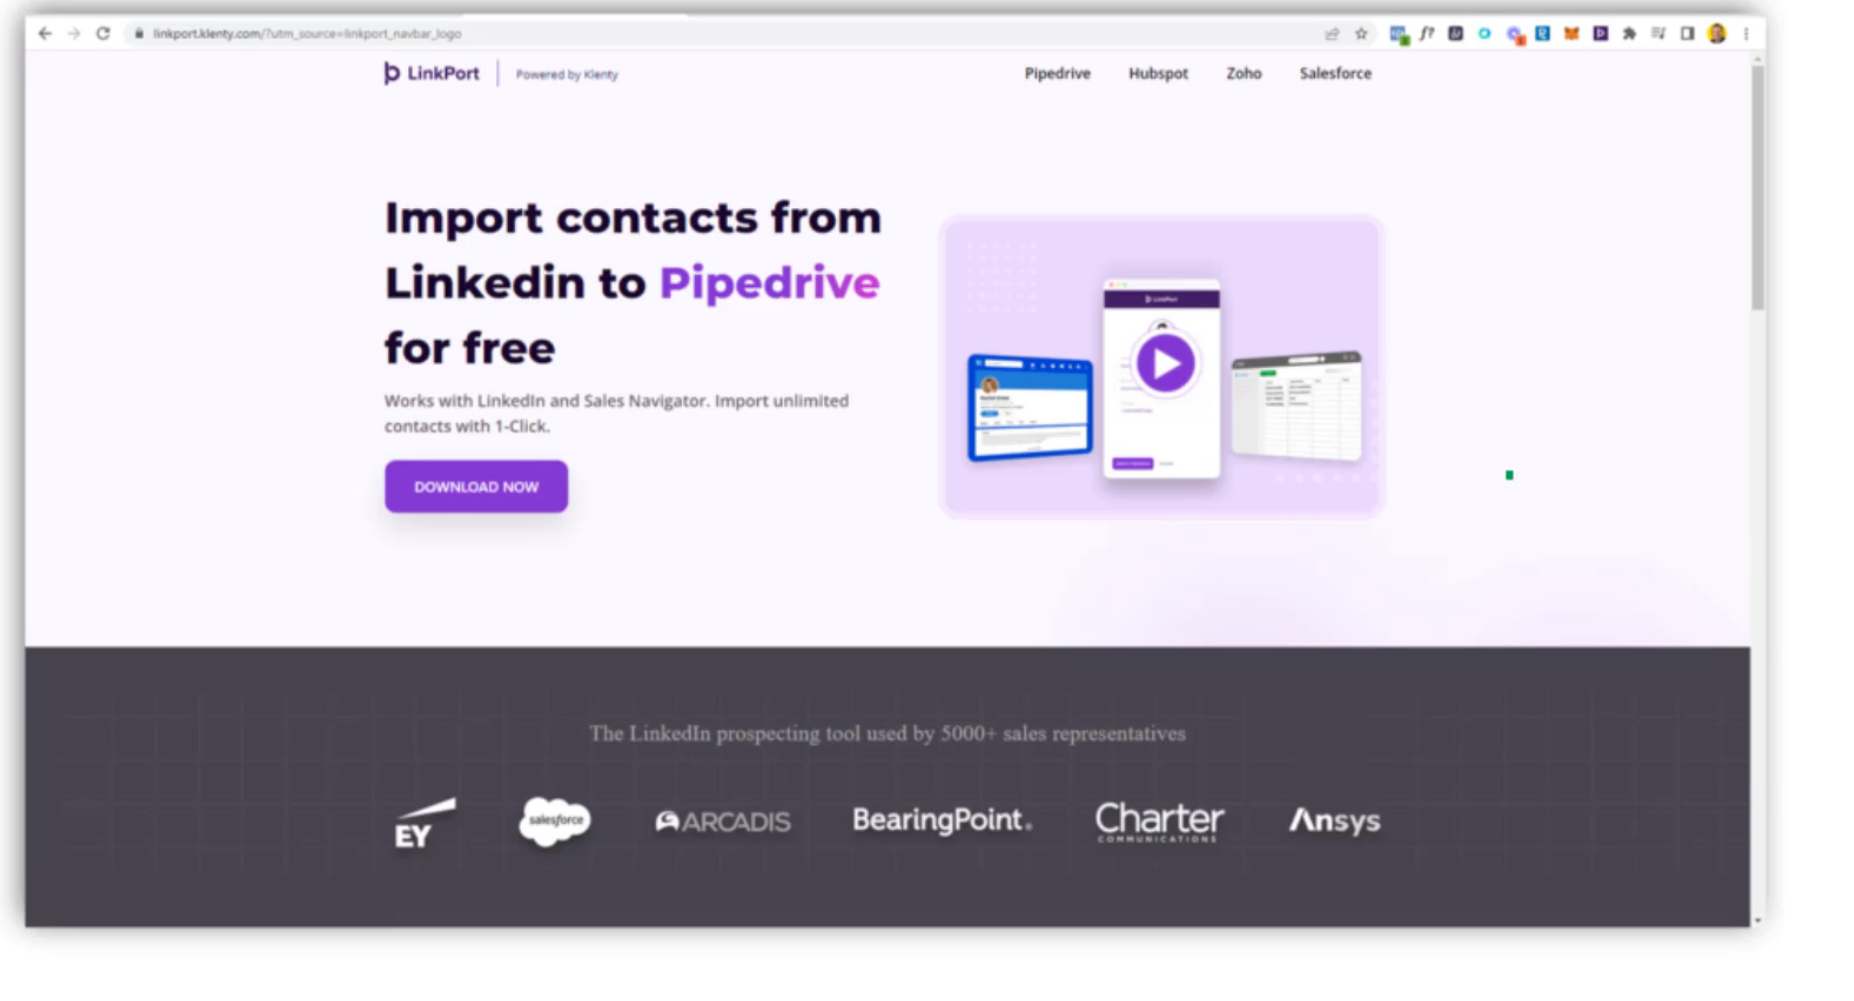 linkport.klenty.com/?utm_source=linkport_navbar_logo
LinkPort
Powered by Klenty
Pipedrive
Hubspot
Zoho
Salesforce
Import contacts from
Linkedin to Pipedrive
for free
Works with LinkedIn and Sales Navigator. Import unlimited
contacts with 1-Click.
DOWNLOAD NOW
LinkPort
The LinkedIn prospecting tool used by 5000+ sales representatives
EY
salesforce
ARCADIS
BearingPoint®
Charter
COMMUNICATIONS
Ansys